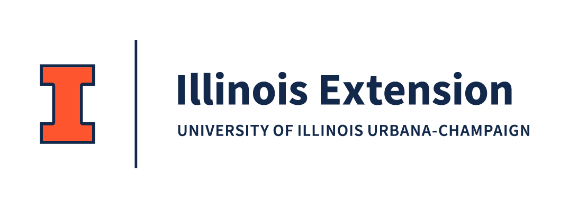 I
Illinois Extension
UNIVERSITY OF ILLINOIS URBANA-CHAMPAIGN